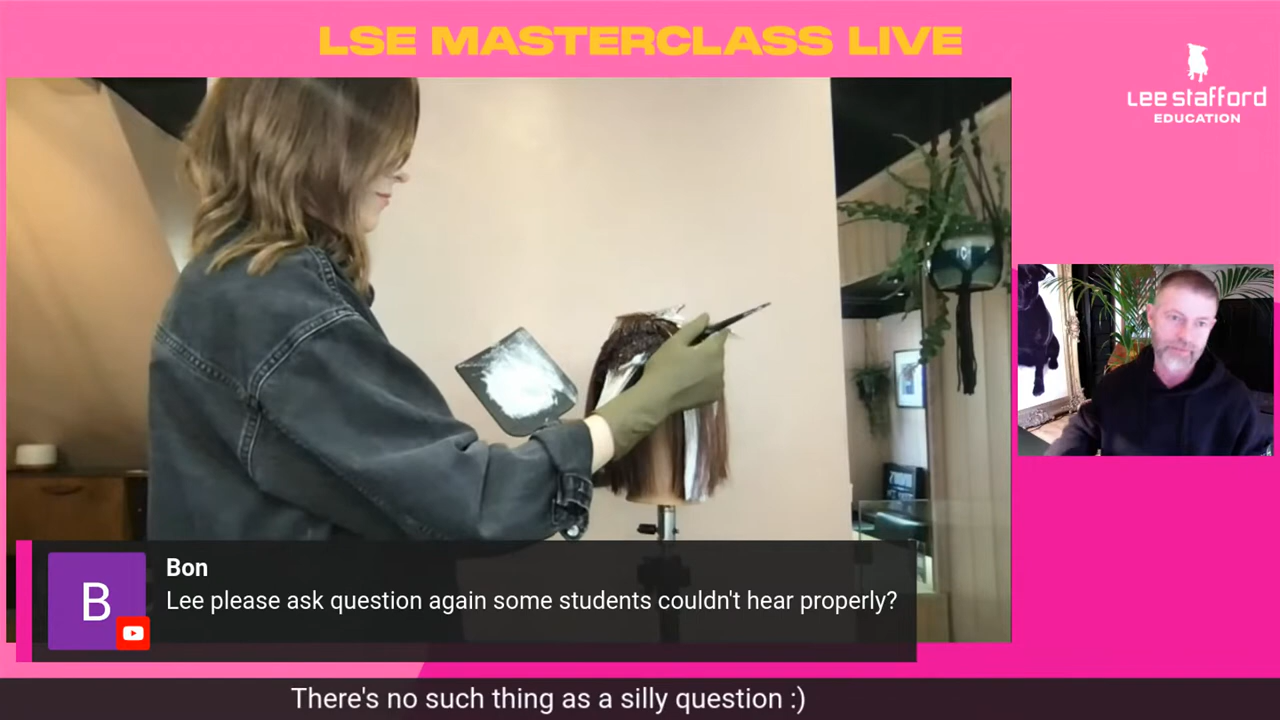 LSE MASTERCLASS LIVE
Lee Stafford
EDUCATION
B
Bon
Lee please ask question again some students couldn't hear properly?
There's no such thing as a silly question :)